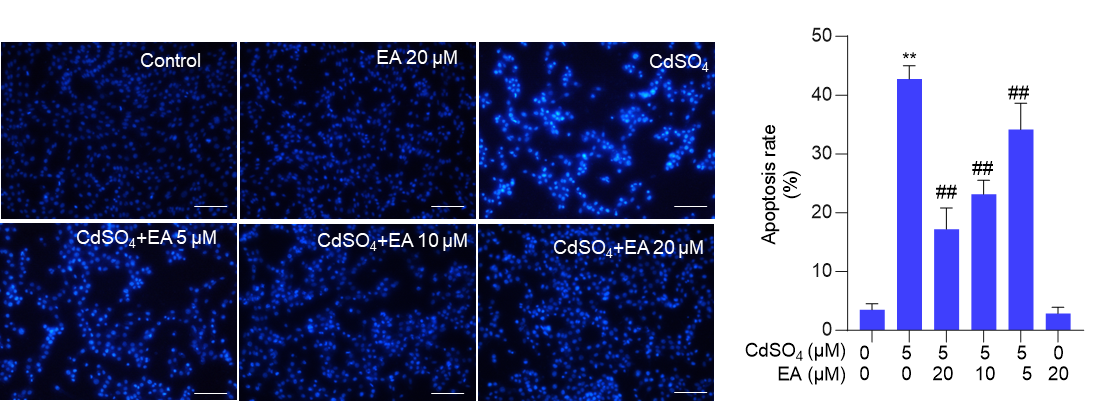 Control
EA 20 µM
CdSO₄
CdSO₄+EA 5 µM
CdSO₄+EA 10 µM
CdSO₄+EA 20 µM
Apoptosis rate
(%)
50
40
30
20
10
0
**
##
##
##
CdSO₄ (µM) 0 5 5 5 5 0
EA (µM) 0 0 20 10 5 20